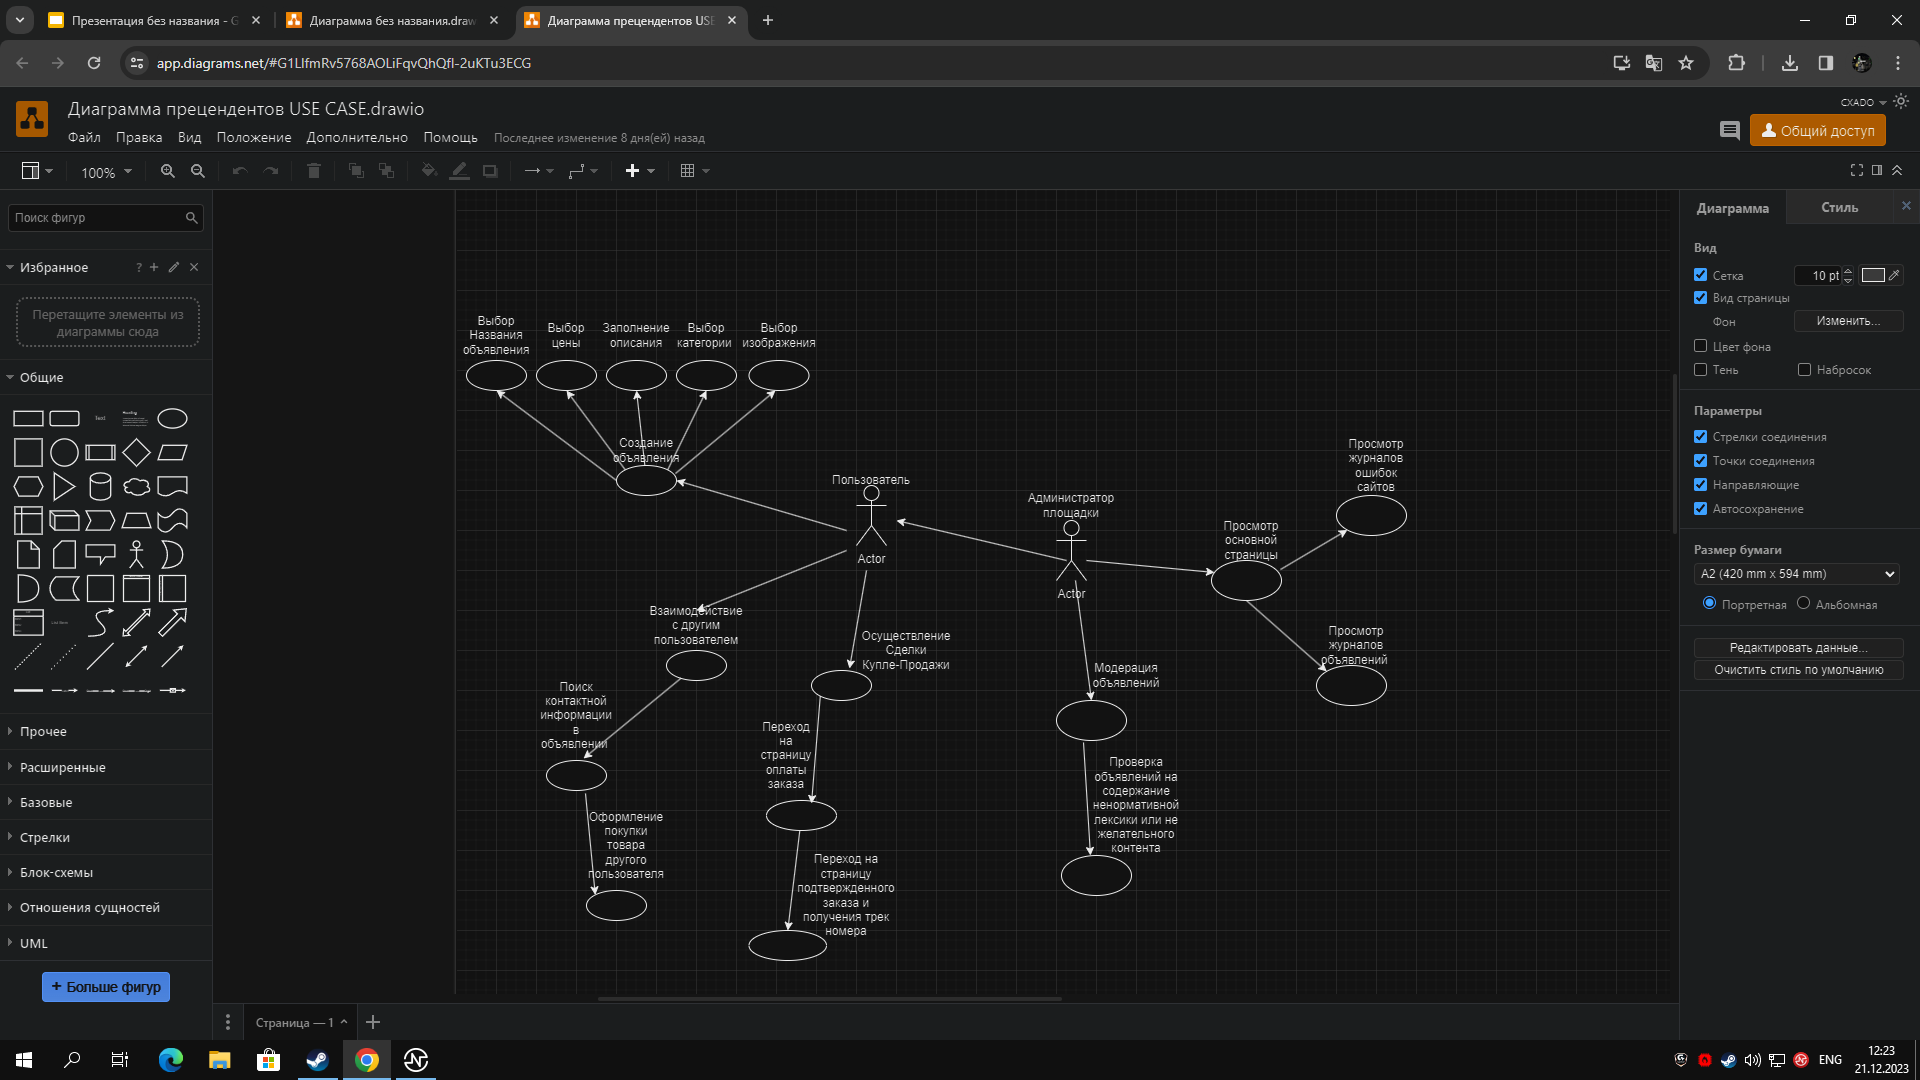 Презентация без названия - G
Диаграмма без названия.draw
Диаграмма прецендентов USE
app.diagrams.net/#G1LlfmRv5768AOLiFqvQhQfl-2uKTu3ECG
Диаграмма прецендентов USE CASE.drawio
CXADO
Файл Правка Вид Положение Дополнительно Помощь Последнее изменение 8 дня(ей) назад
Общий доступ
100%
Поиск фигур
Избранное
?
Перетащите элементы из
диаграммы сюда
Общие
Text
Heading
List Item
Прочее
Расширенные
Базовые
Стрелки
Блок-схемы
Отношения сущностей
UML
+ Больше фигур
Выбор
Названия
объявления
Выбор
цены
Заполнение
описания
Выбор
категории
Выбор
изображения
Создание
объявления
Пользователь
Actor
Администратор
площадки
Actor
Просмотр
основной
страницы
Просмотр
журналов
ошибок
сайтов
Просмотр
журналов
объявлений
Взаимодействие
с другим
пользователем
Осуществление
Сделки
Купле-Продажи
Модерация
объявлений
Поиск
контактной
информации
в
объявлении
Переход
на
страницу
оплаты
заказа
Проверка
объявлений на
содержание
ненормативной
лексики или не
желательного
контента
Оформление
покупки
товара
другого
пользователя
Переход на
страницу
подтвержденного
заказа и
получения трек
номера
Диаграмма
Стиль
Вид
Сетка
10 pt
Вид страницы
Фон
Изменить...
Цвет фона
Тень
Набросок
Параметры
Стрелки соединения
Точки соединения
Направляющие
Автосохранение
Размер бумаги
A2 (420 mm x 594 mm)
Портретная
Альбомная
Редактировать данные...
Очистить стиль по умолчанию
Страница — 1
ENG
12:23
21.12.2023